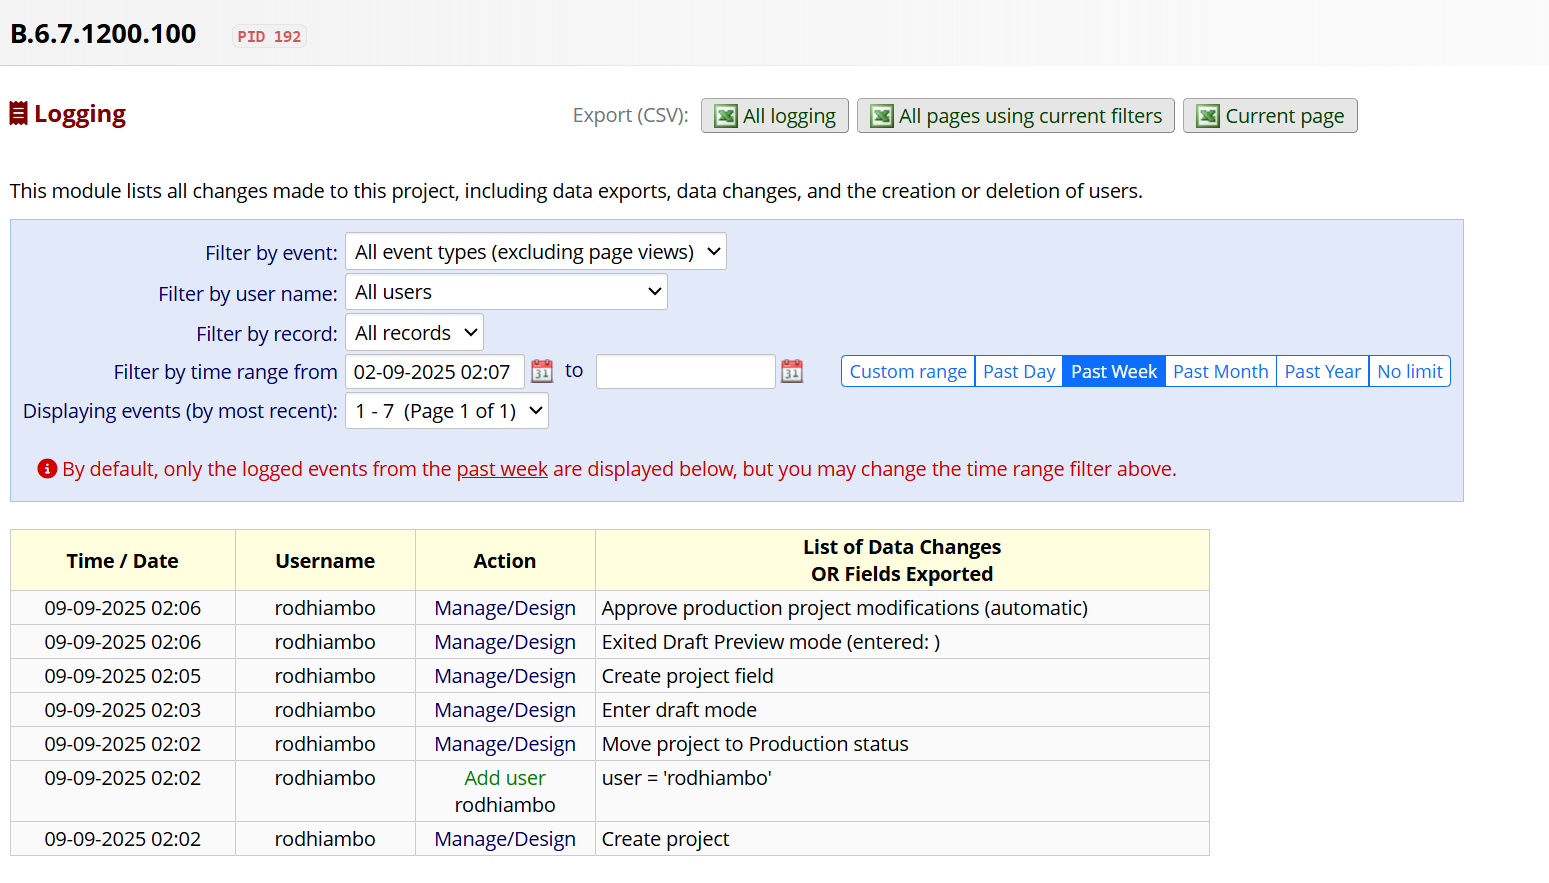 B.6.7.1200.100 PID 192
Logging Export (CSV): All logging All pages using current filters Current page
This module lists all changes made to this project, including data exports, data changes, and the creation or deletion of users.
Filter by event: All event types (excluding page views)
Filter by user name: All users
Filter by record: All records
Filter by time range from 02-09-2025 02:07 31 to 31 Custom range Past Day Past Week Past Month Past Year No limit
Displaying events (by most recent): 1 - 7 (Page 1 of 1)
By default, only the logged events from the past week are displayed below, but you may change the time range filter above.
Time / Date Username Action List of Data Changes
OR Fields Exported
09-09-2025 02:06 rodhiambo Manage/Design Approve production project modifications (automatic)
09-09-2025 02:06 rodhiambo Manage/Design Exited Draft Preview mode (entered: )
09-09-2025 02:05 rodhiambo Manage/Design Create project field
09-09-2025 02:03 rodhiambo Manage/Design Enter draft mode
09-09-2025 02:02 rodhiambo Manage/Design Move project to Production status
09-09-2025 02:02 rodhiambo Add user user = 'rodhiambo'
rodhiambo
09-09-2025 02:02 rodhiambo Manage/Design Create project